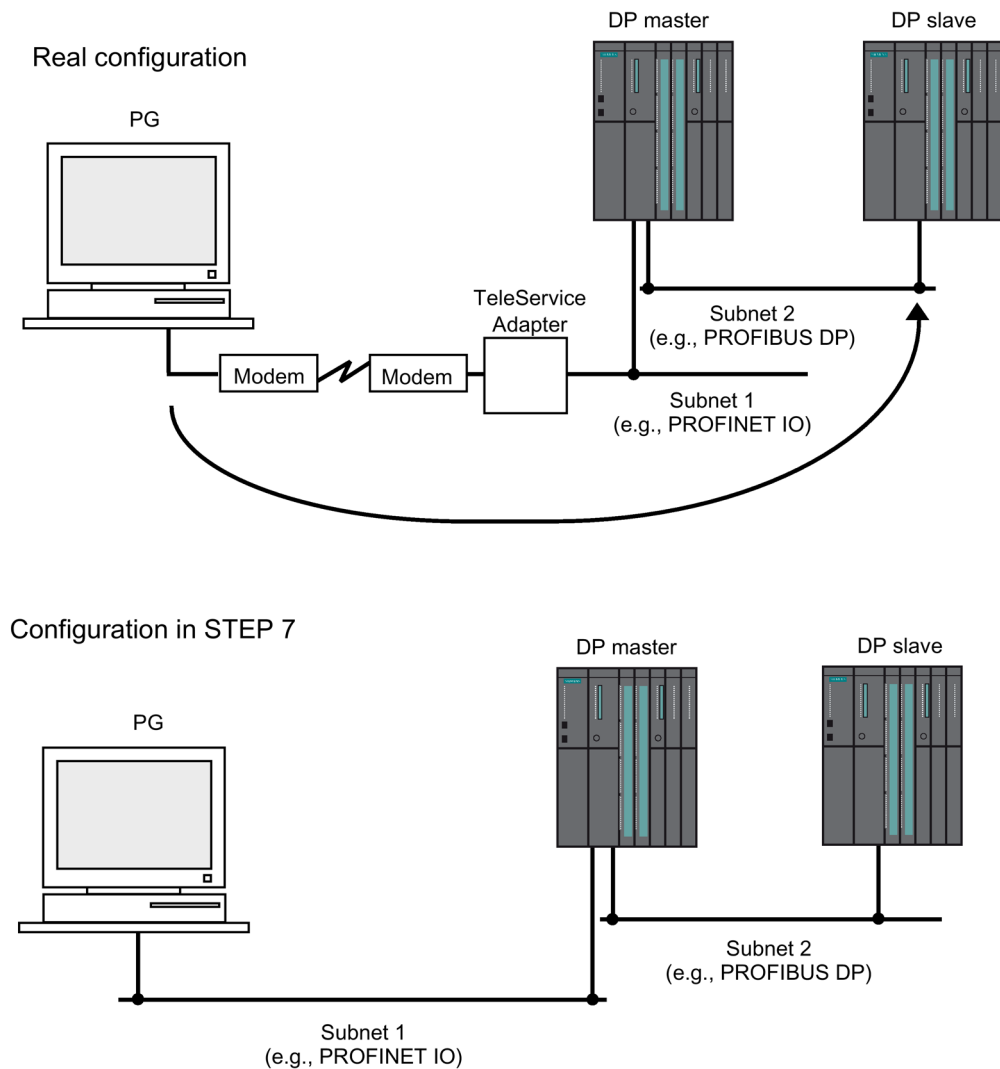 DP master
DP slave
Real configuration
PG
TeleService
Adapter
Subnet 2
(e.g., PROFIBUS DP)
Modem
Modem
Subnet 1
(e.g., PROFINET IO)
Configuration in STEP 7
DP master
DP slave
PG
Subnet 2
(e.g., PROFIBUS DP)
Subnet 1
(e.g., PROFINET IO)